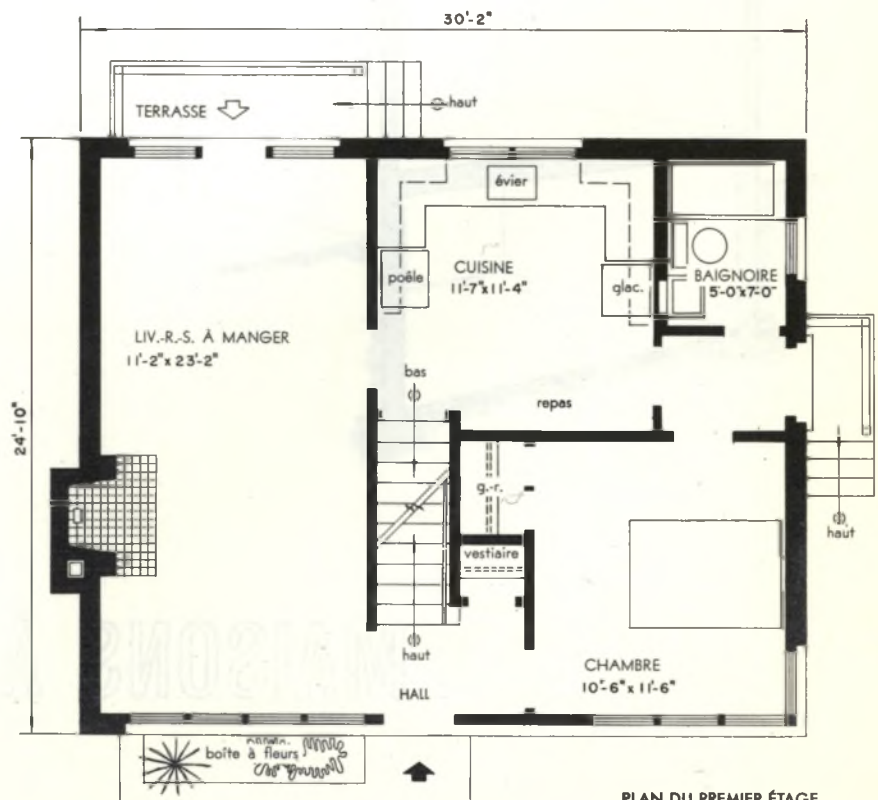 30'-2"
TERRASSE
haut
évier
24'-10"
poêle
CUISINE
11'-7"x11'-4"
glac.
BAIGNOIRE
5'-0"x7'-0"
LIV.-R.-S. À MANGER
11'-2"x23'-2"
bas
repas
g.-r.
vestiaire
haut
haut
HALL
CHAMBRE
10'-6"x11'-6"
boîte à fleurs
PLAN DU PREMIER ÉTAGE
MAISONS